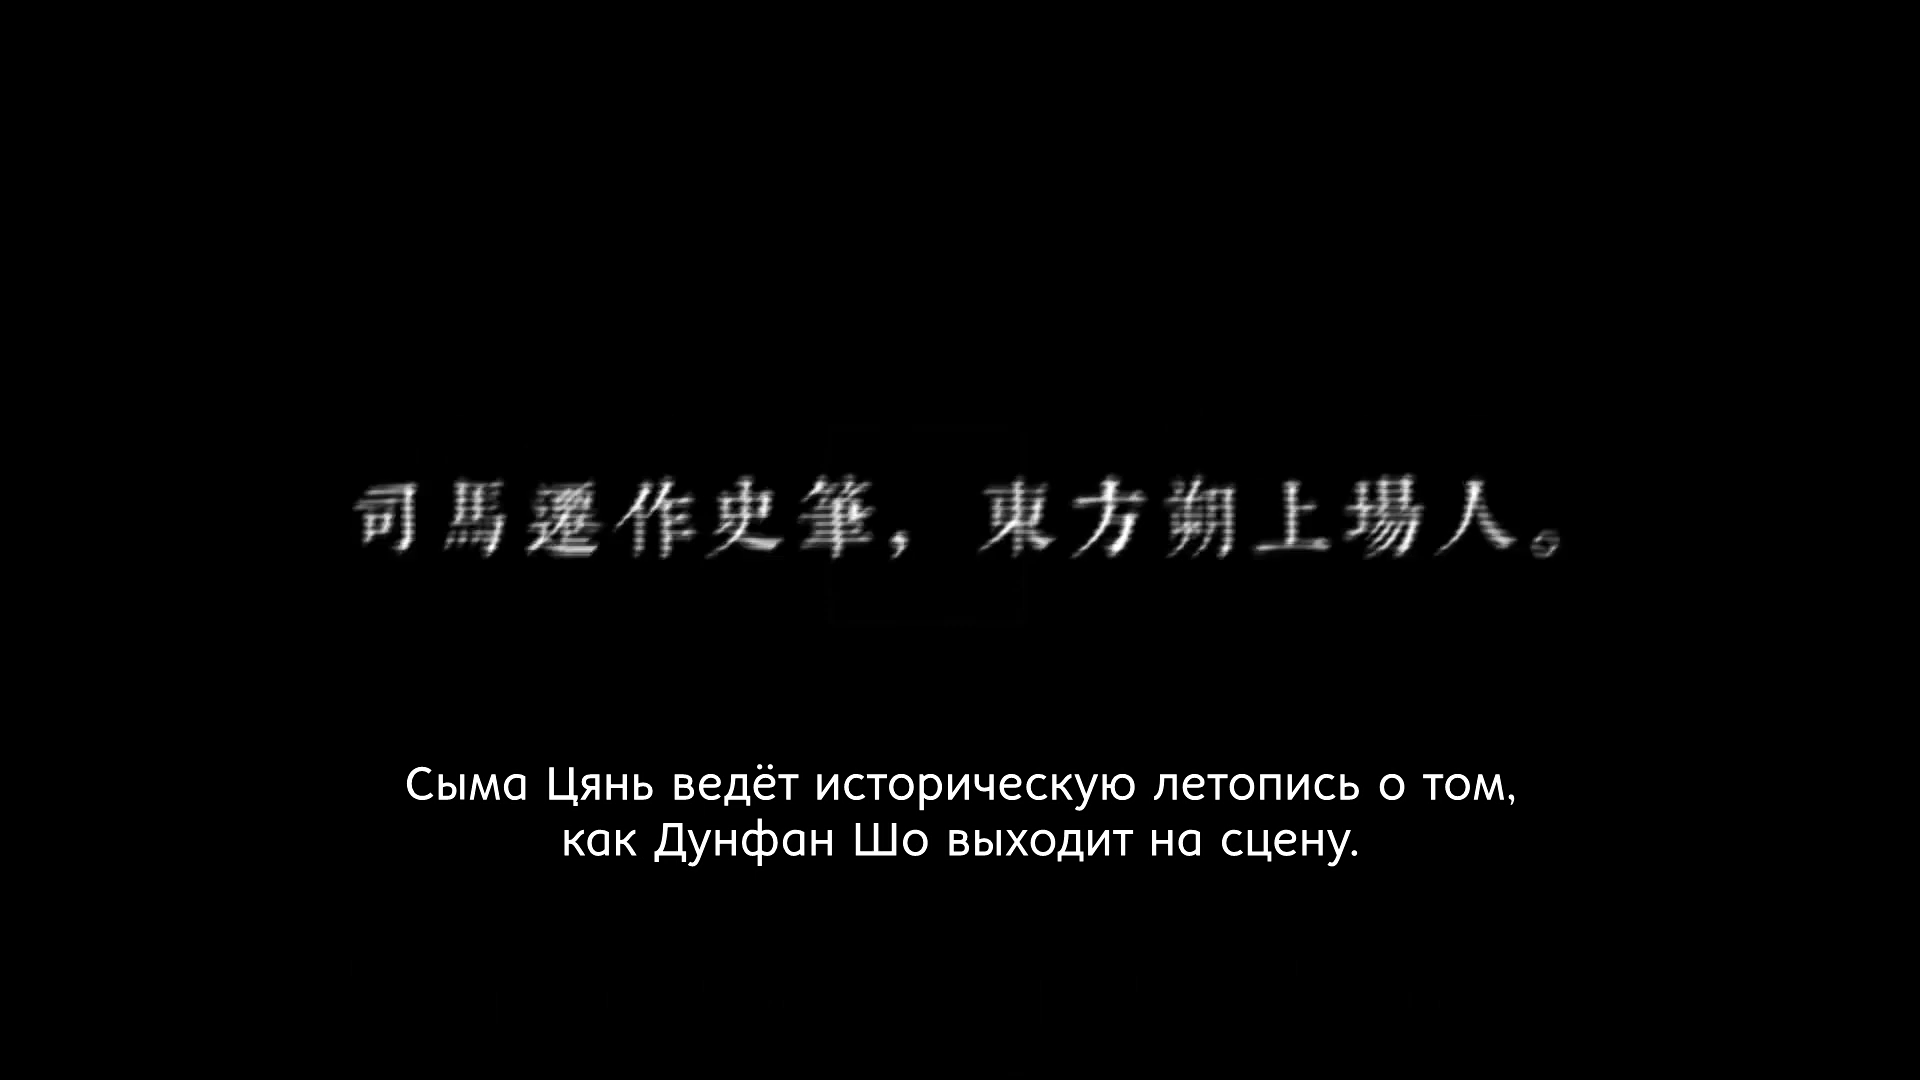 司馬遷作史筆，東方朔上場人。
Сыма Цянь ведёт историческую летопись о том,
как Дунфан Шо выходит на сцену.